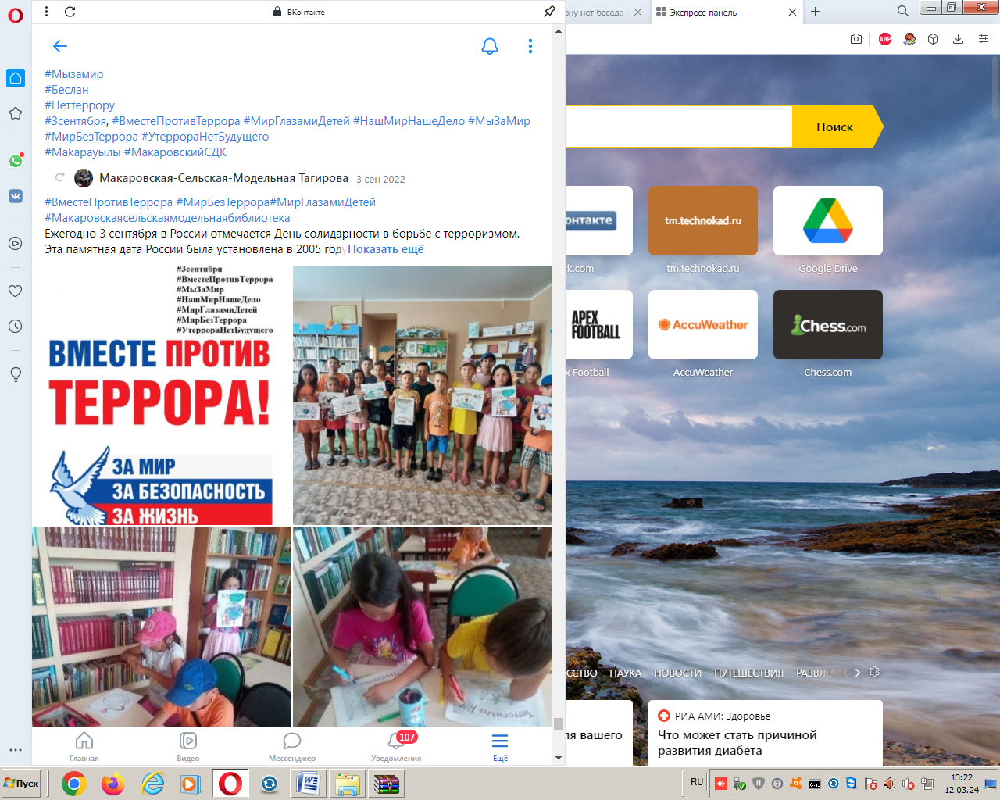 ВКонтакте
зну нет беседа
Экспресс-панель
ABP
#Мызамир
#Беслан
#Неттеррору
#3сентября, #ВместеПротивТеррора #МирГлазамиДетей #НашМирНашеДело #МыЗаМир
#МирБезТеррора #УтеррораНетБудущего
#Макарауылы #МакаровскийСДК
Макаровская-Сельская-Модельная Тагирова 3 сен 2022
#ВместеПротивТеррора #МирБезТеррора#МирГлазамиДетей
#Макаровскаясельскаямодельнаябиблиотека
Ежегодно 3 сентября в России отмечается День солидарности в борьбе с терроризмом.
Эта памятная дата России была установлена в 2005 году Показать ещё
#3сентября
#ВместеПротивТеррора
#МыЗаМир
#НашМирНашеДело
#МирГлазамиДетей
#МирБезТеррора
#УтеррораНетБудущего
ВМЕСТЕ ПРОТИВ
ТЕРРОРА!
ЗА МИР
ЗА БЕЗОПАСНОСТЬ
ЗА ЖИЗНЬ
МИР
НЕТ
Главная
Видео
Мессенджер
107
Уведомления
Ещё
Поиск
онтакте
tm.technokad.ru
rk.com
tm.technokad.ru
Google Drive
APEX
FOOTBALL
AccuWeather
Chess.com
x Football
AccuWeather
Chess.com
ССТВО НАУКА НОВОСТИ ПУТЕШЕСТВИЯ РАЗВЛЕ
ля вашего
РИА АМИ: Здоровье
Что может стать причиной
развития диабета
Пуск
RU
13:22
12.03.24